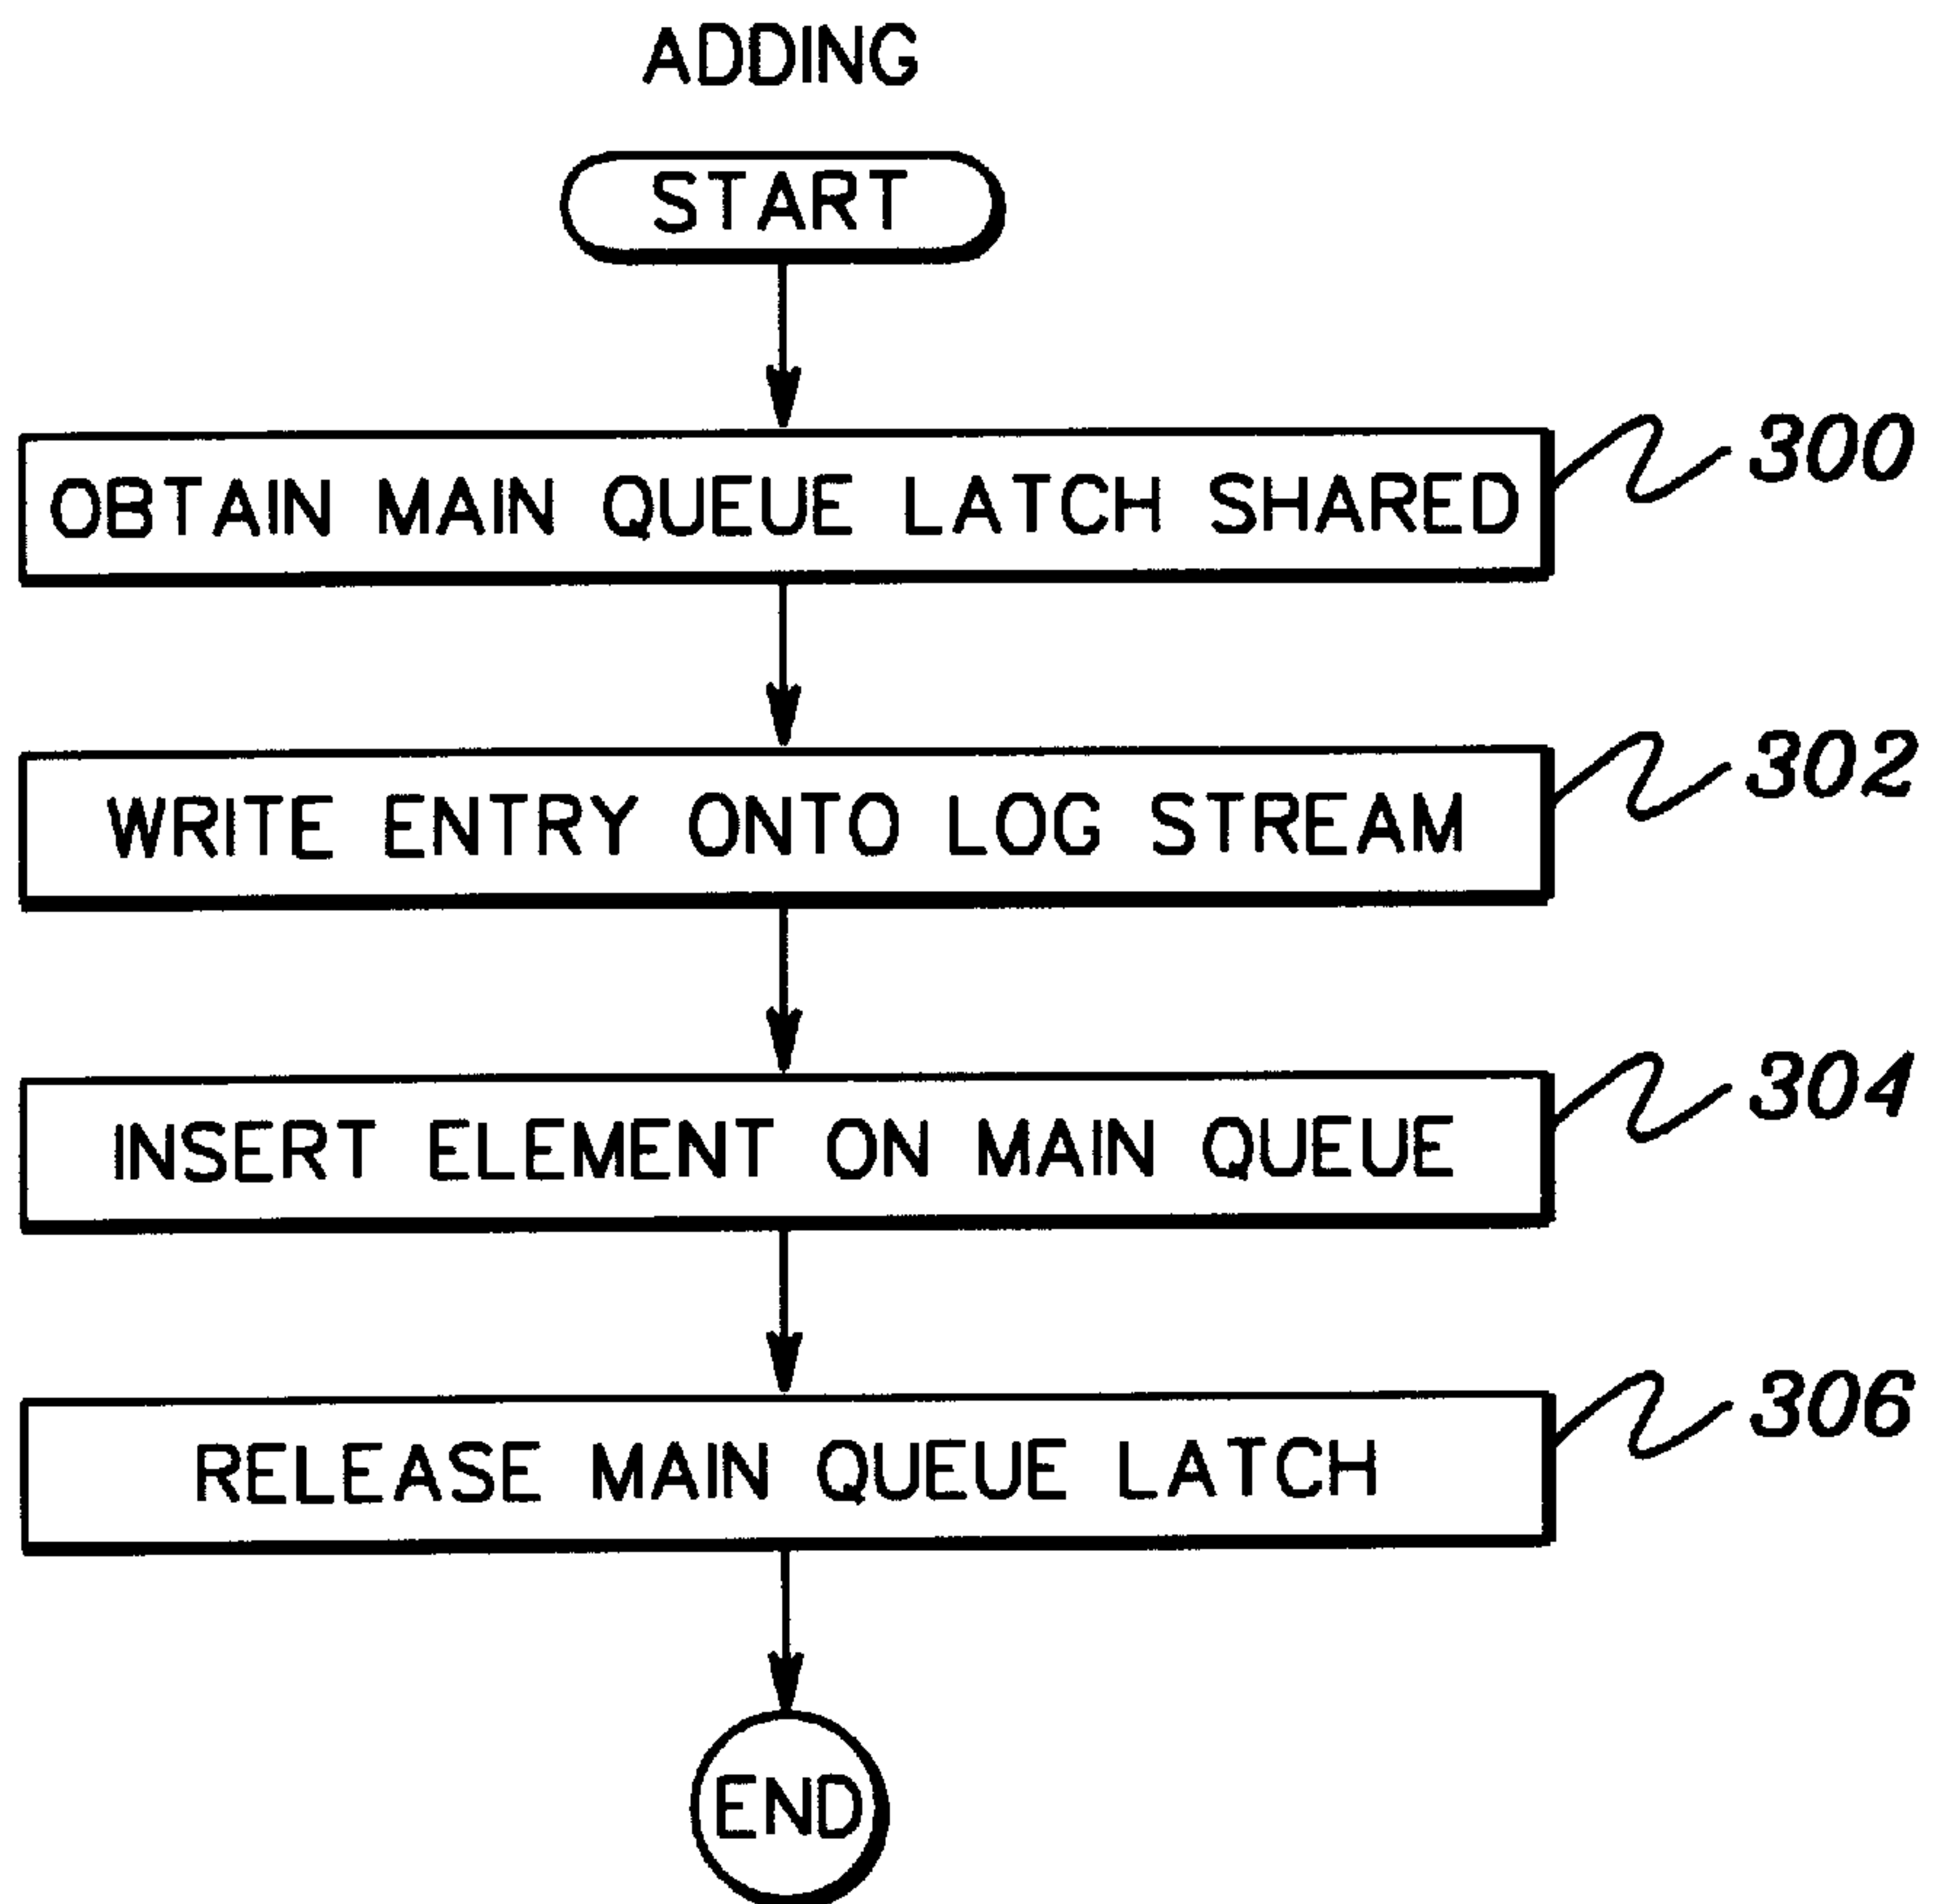 ADDING
START
OBTAIN MAIN QUEUE LATCH SHARED 300
WRITE ENTRY ONTO LOG STREAM 302
INSERT ELEMENT ON MAIN QUEUE 304
RELEASE MAIN QUEUE LATCH 306
END